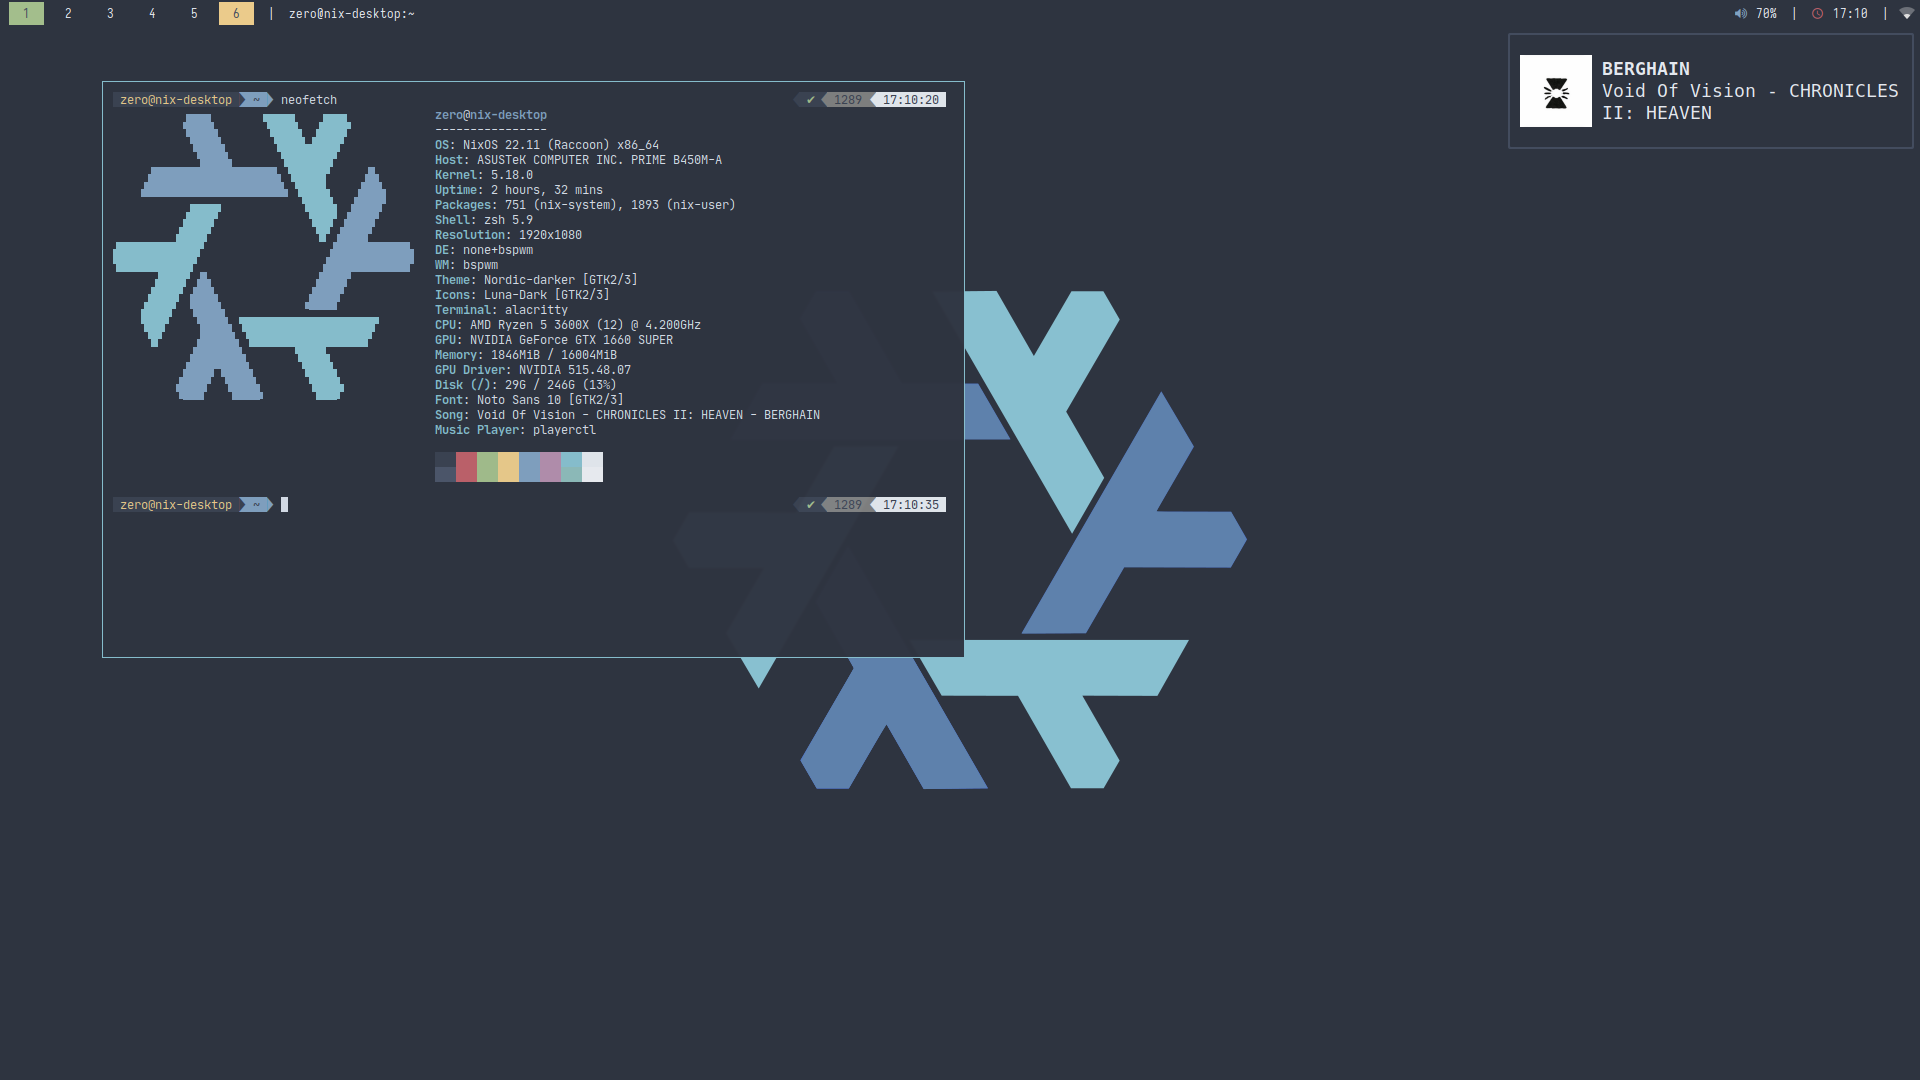 1 2 3 4 5 6 | zero@nix-desktop:~ 70% | 17:10 |
BERGHAIN
Void Of Vision - CHRONICLES
II: HEAVEN
zero@nix-desktop ~ neofetch ✔ 1289 17:10:20
zero@nix-desktop
----------------
OS: NixOS 22.11 (Raccoon) x86_64
Host: ASUSTeK COMPUTER INC. PRIME B450M-A
Kernel: 5.18.0
Uptime: 2 hours, 32 mins
Packages: 751 (nix-system), 1893 (nix-user)
Shell: zsh 5.9
Resolution: 1920x1080
DE: none+bspwm
WM: bspwm
Theme: Nordic-darker [GTK2/3]
Icons: Luna-Dark [GTK2/3]
Terminal: alacritty
CPU: AMD Ryzen 5 3600X (12) @ 4.200GHz
GPU: NVIDIA GeForce GTX 1660 SUPER
Memory: 1846MiB / 16004MiB
GPU Driver: NVIDIA 515.48.07
Disk (/): 29G / 246G (13%)
Font: Noto Sans 10 [GTK2/3]
Song: Void Of Vision - CHRONICLES II: HEAVEN - BERGHAIN
Music Player: playerctl
zero@nix-desktop ~ ✔ 1289 17:10:35